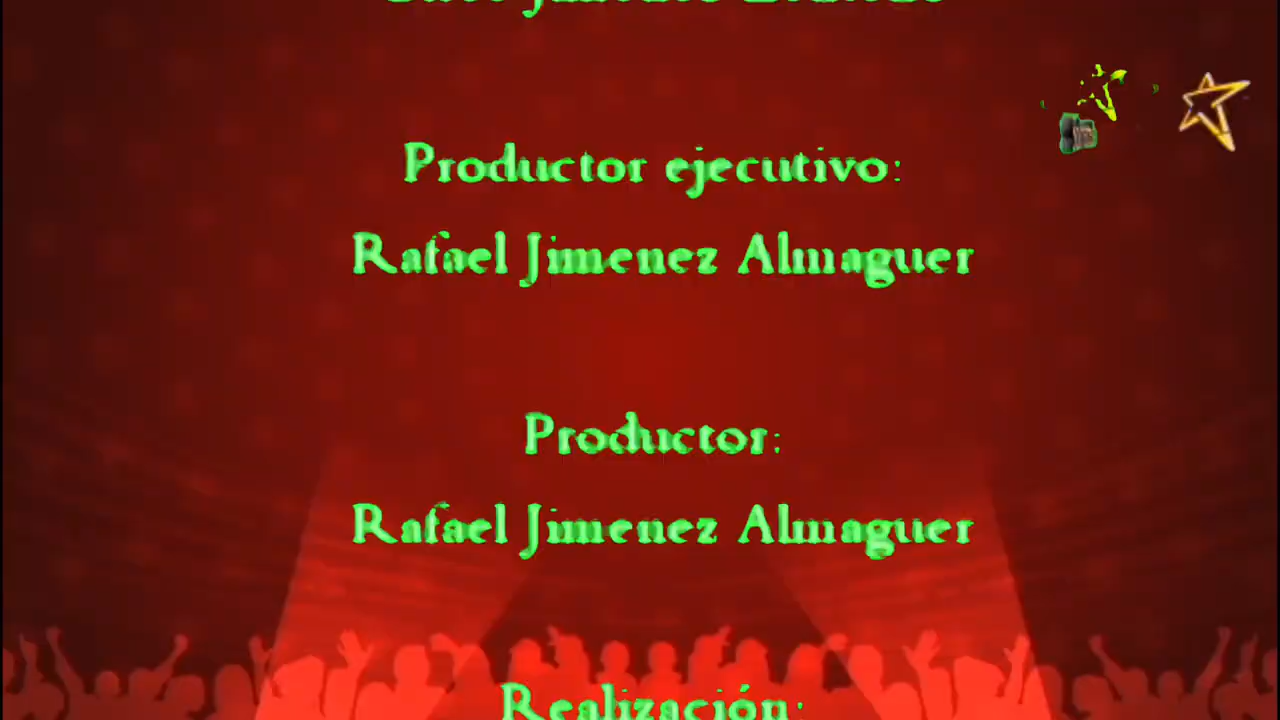 Productor ejecutivo:
Rafael Jimenez Almaguer
Productor:
Rafael Jimenez Almaguer
Realización: